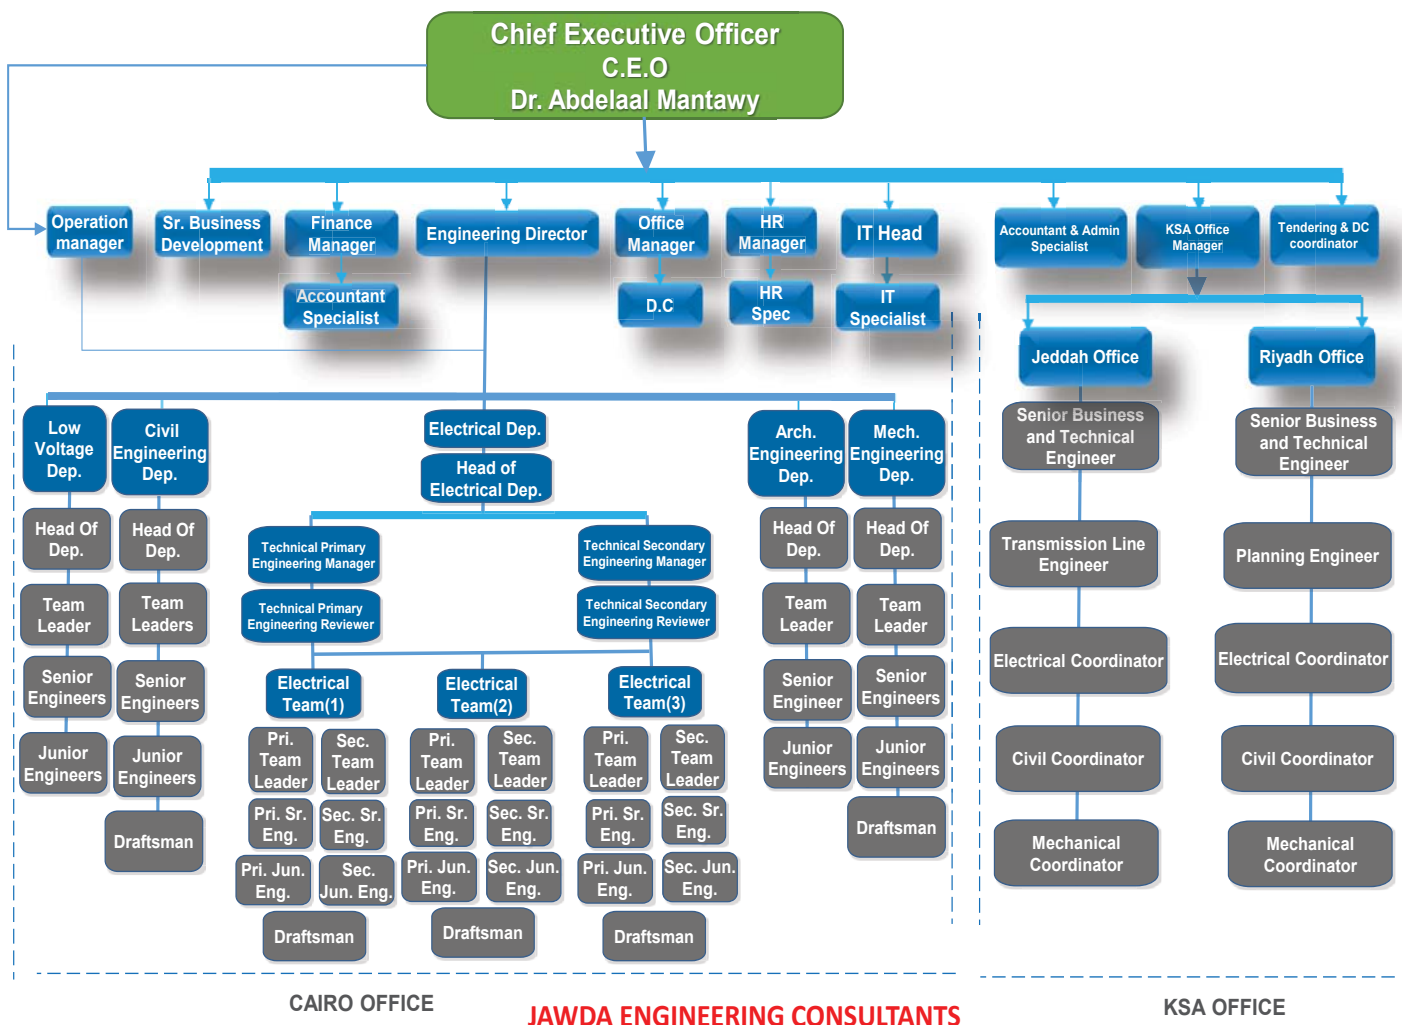 Chief Executive Officer
C.E.O
Dr. Abdelaal Mantawy
Operation
manager
Sr. Business
Development
Finance
Manager
Engineering Director
Office
Manager
HR
Manager
IT Head
Accountant & Admin
Specialist
KSA Office
Manager
Tendering & DC
coordinator
Accountant
Specialist
D.C
HR
Spec
IT
Specialist
Jeddah Office
Riyadh Office
Low
Voltage
Dep.
Civil
Engineering
Dep.
Electrical Dep.
Head of
Electrical Dep.
Arch.
Engineering
Dep.
Mech.
Engineering
Dep.
Senior Business
and Technical
Engineer
Senior Business
and Technical
Engineer
Head Of
Dep.
Head Of
Dep.
Technical Primary
Engineering Manager
Technical Secondary
Engineering Manager
Head Of
Dep.
Head Of
Dep.
Transmission Line
Engineer
Planning Engineer
Team
Leader
Team
Leaders
Technical Primary
Engineering Reviewer
Technical Secondary
Engineering Reviewer
Team
Leader
Team
Leader
Electrical Coordinator
Electrical Coordinator
Senior
Engineers
Senior
Engineers
Electrical
Team(1)
Electrical
Team(2)
Electrical
Team(3)
Senior
Engineer
Senior
Engineers
Junior
Engineers
Junior
Engineers
Pri.
Team
Leader
Sec.
Team
Leader
Pri.
Team
Leader
Sec.
Team
Leader
Pri.
Team
Leader
Sec.
Team
Leader
Junior
Engineers
Junior
Engineers
Civil Coordinator
Civil Coordinator
Draftsman
Pri. Sr.
Eng.
Sec. Sr.
Eng.
Pri. Sr.
Eng.
Sec. Sr.
Eng.
Pri. Sr.
Eng.
Sec. Sr.
Eng.
Draftsman
Mechanical
Coordinator
Mechanical
Coordinator
Pri. Jun.
Eng.
Sec.
Jun. Eng.
Pri. Jun.
Eng.
Sec. Jun.
Eng.
Pri. Jun.
Eng.
Sec. Jun.
Eng.
Draftsman
Draftsman
Draftsman
CAIRO OFFICE
JAWDA ENGINEERING CONSULTANTS
KSA OFFICE